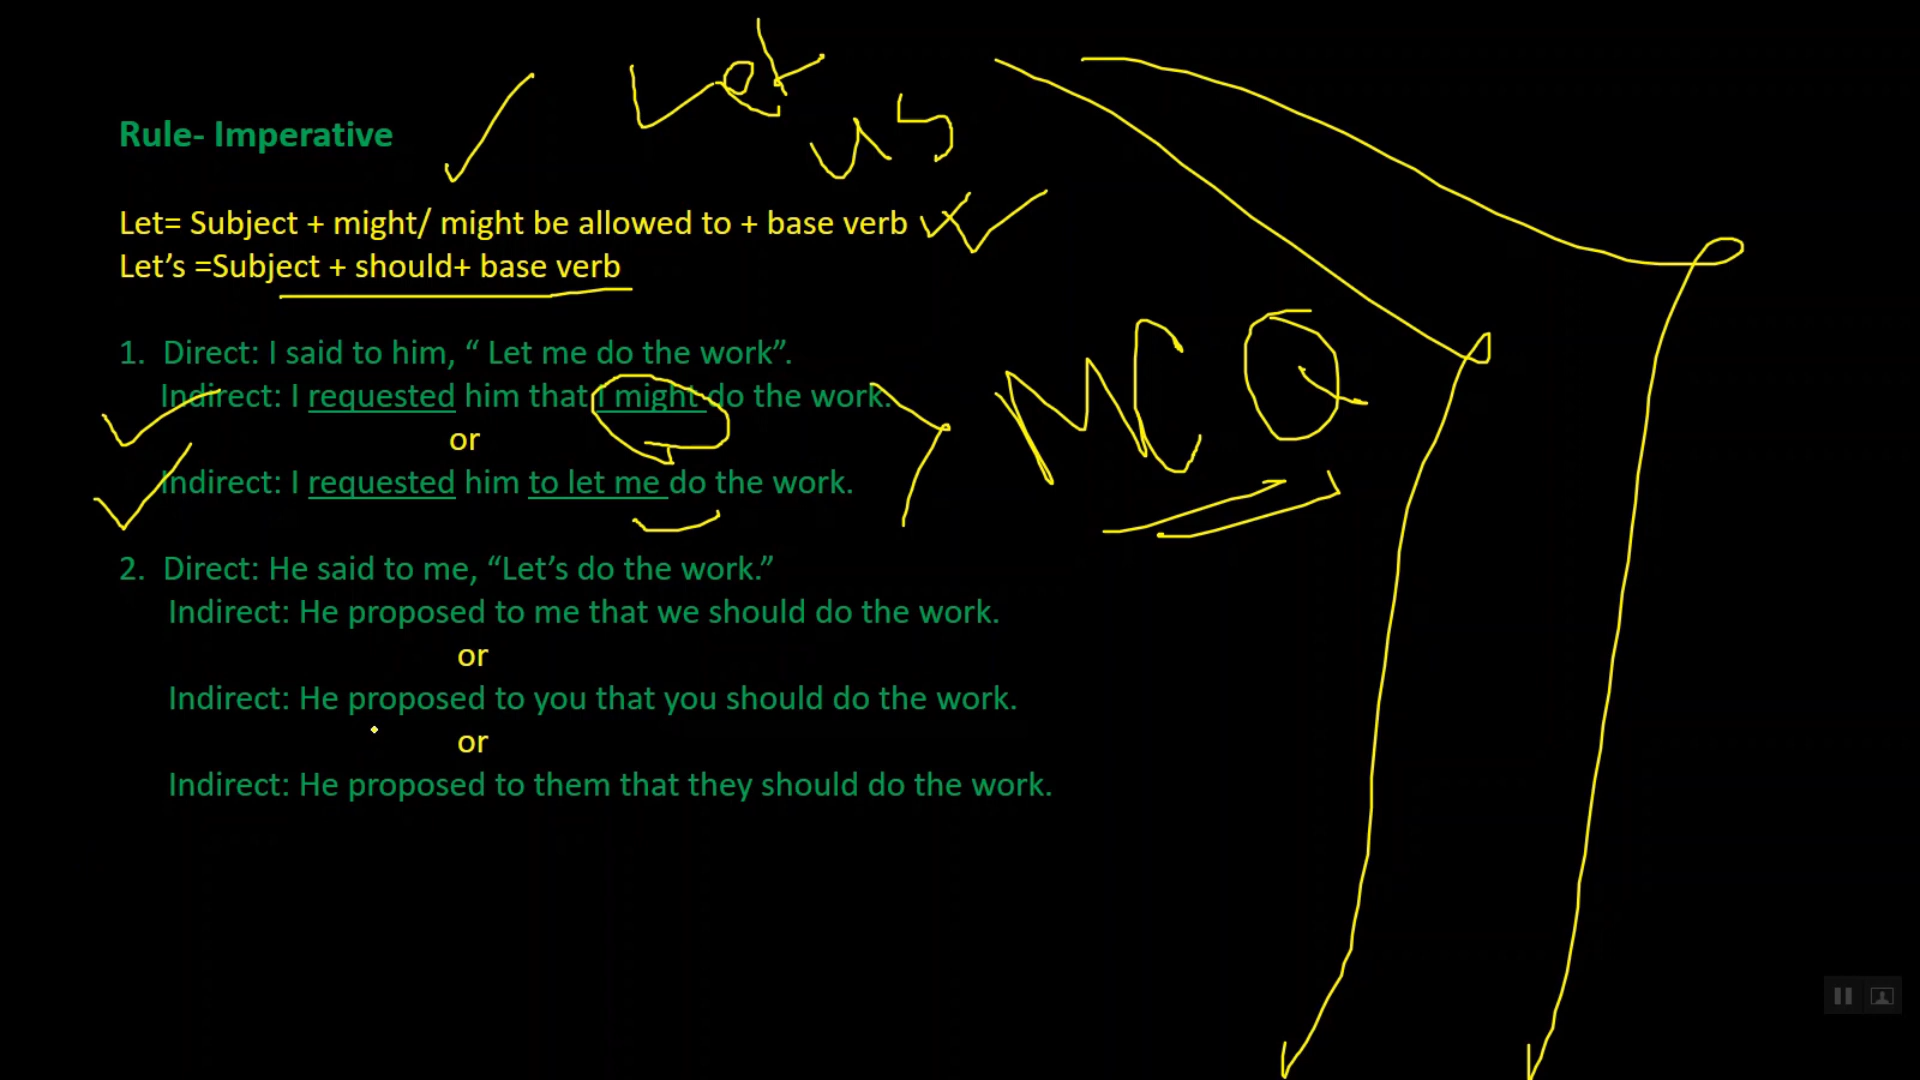 Let
us
Rule- Imperative
Let= Subject + might/ might be allowed to + base verb
Let’s =Subject + should+ base verb
1. Direct: I said to him, “ Let me do the work”.
Indirect: I requested him that I might do the work.
or
MCQ
Indirect: I requested him to let me do the work.
2. Direct: He said to me, “Let’s do the work.”
Indirect: He proposed to me that we should do the work.
or
Indirect: He proposed to you that you should do the work.
or
Indirect: He proposed to them that they should do the work.